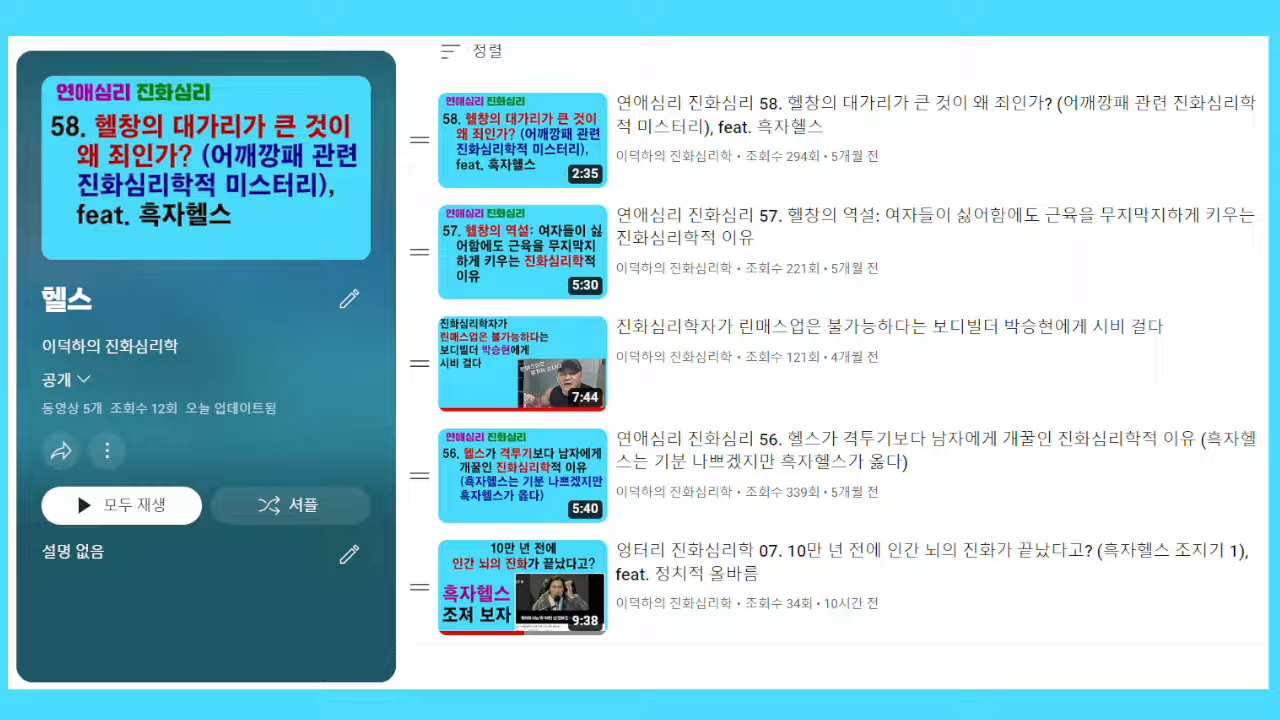 연애심리 진화심리
58. 헬창의 대가리가 큰 것이
왜 죄인가? (어깨깡패 관련
진화심리학적 미스터리),
feat. 흑자헬스
헬스
이덕하의 진화심리학
공개
동영상 5개 조회수 12회 오늘 업데이트됨
모두 재생
셔플
설명 없음
정렬
연애심리 진화심리
58. 헬창의 대가리가 큰 것이
왜 죄인가? (어깨깡패 관련
진화심리학적 미스터리),
feat. 흑자헬스
2:35
연애심리 진화심리 58. 헬창의 대가리가 큰 것이 왜 죄인가? (어깨깡패 관련 진화심리학
적 미스터리), feat. 흑자헬스
이덕하의 진화심리학 • 조회수 294회 • 5개월 전
연애심리 진화심리
57. 헬창의 역설: 여자들이 싫
어함에도 근육을 무지막지
하게 키우는 진화심리학적
이유
5:30
연애심리 진화심리 57. 헬창의 역설: 여자들이 싫어함에도 근육을 무지막지하게 키우는
진화심리학적 이유
이덕하의 진화심리학 • 조회수 221회 • 5개월 전
진화심리학자가
린매스업은 불가능하다는
보디빌더 박승현에게
시비 걸다
7:44
진화심리학자가 린매스업은 불가능하다는 보디빌더 박승현에게 시비 걸다
이덕하의 진화심리학 • 조회수 121회 • 4개월 전
연애심리 진화심리
56. 헬스가 격투기보다 남자에게
개꿀인 진화심리학적 이유
(흑자헬스는 기분 나쁘겠지만
흑자헬스가 옳다)
5:40
연애심리 진화심리 56. 헬스가 격투기보다 남자에게 개꿀인 진화심리학적 이유 (흑자헬
스는 기분 나쁘겠지만 흑자헬스가 옳다)
이덕하의 진화심리학 • 조회수 339회 • 5개월 전
10만 년 전에
인간 뇌의 진화가 끝났다고?
흑자헬스
조져 보자
9:38
엉터리 진화심리학 07. 10만 년 전에 인간 뇌의 진화가 끝났다고? (흑자헬스 조지기 1),
feat. 정치적 올바름
이덕하의 진화심리학 • 조회수 34회 • 10시간 전